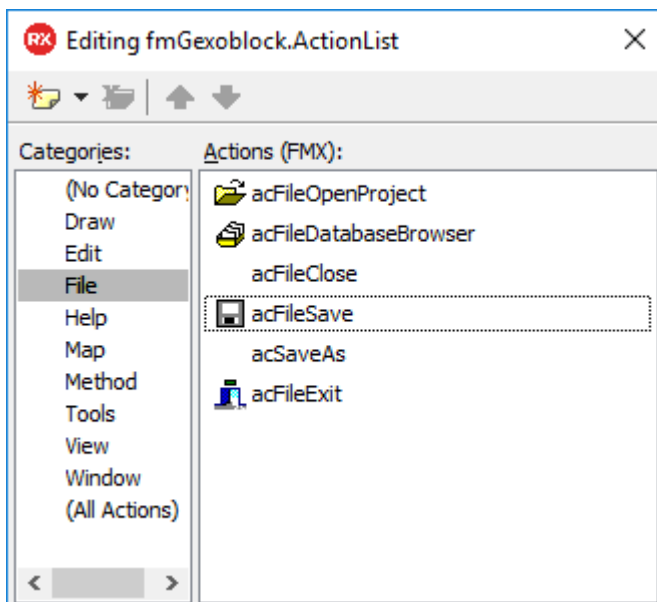 RX Editing fmGexoblock.ActionList
Categories:
(No Category
Draw
Edit
File
Help
Map
Method
Tools
View
Window
(All Actions)
Actions (FMX):
acFileOpenProject
acFileDatabaseBrowser
acFileClose
acFileSave
acSaveAs
acFileExit